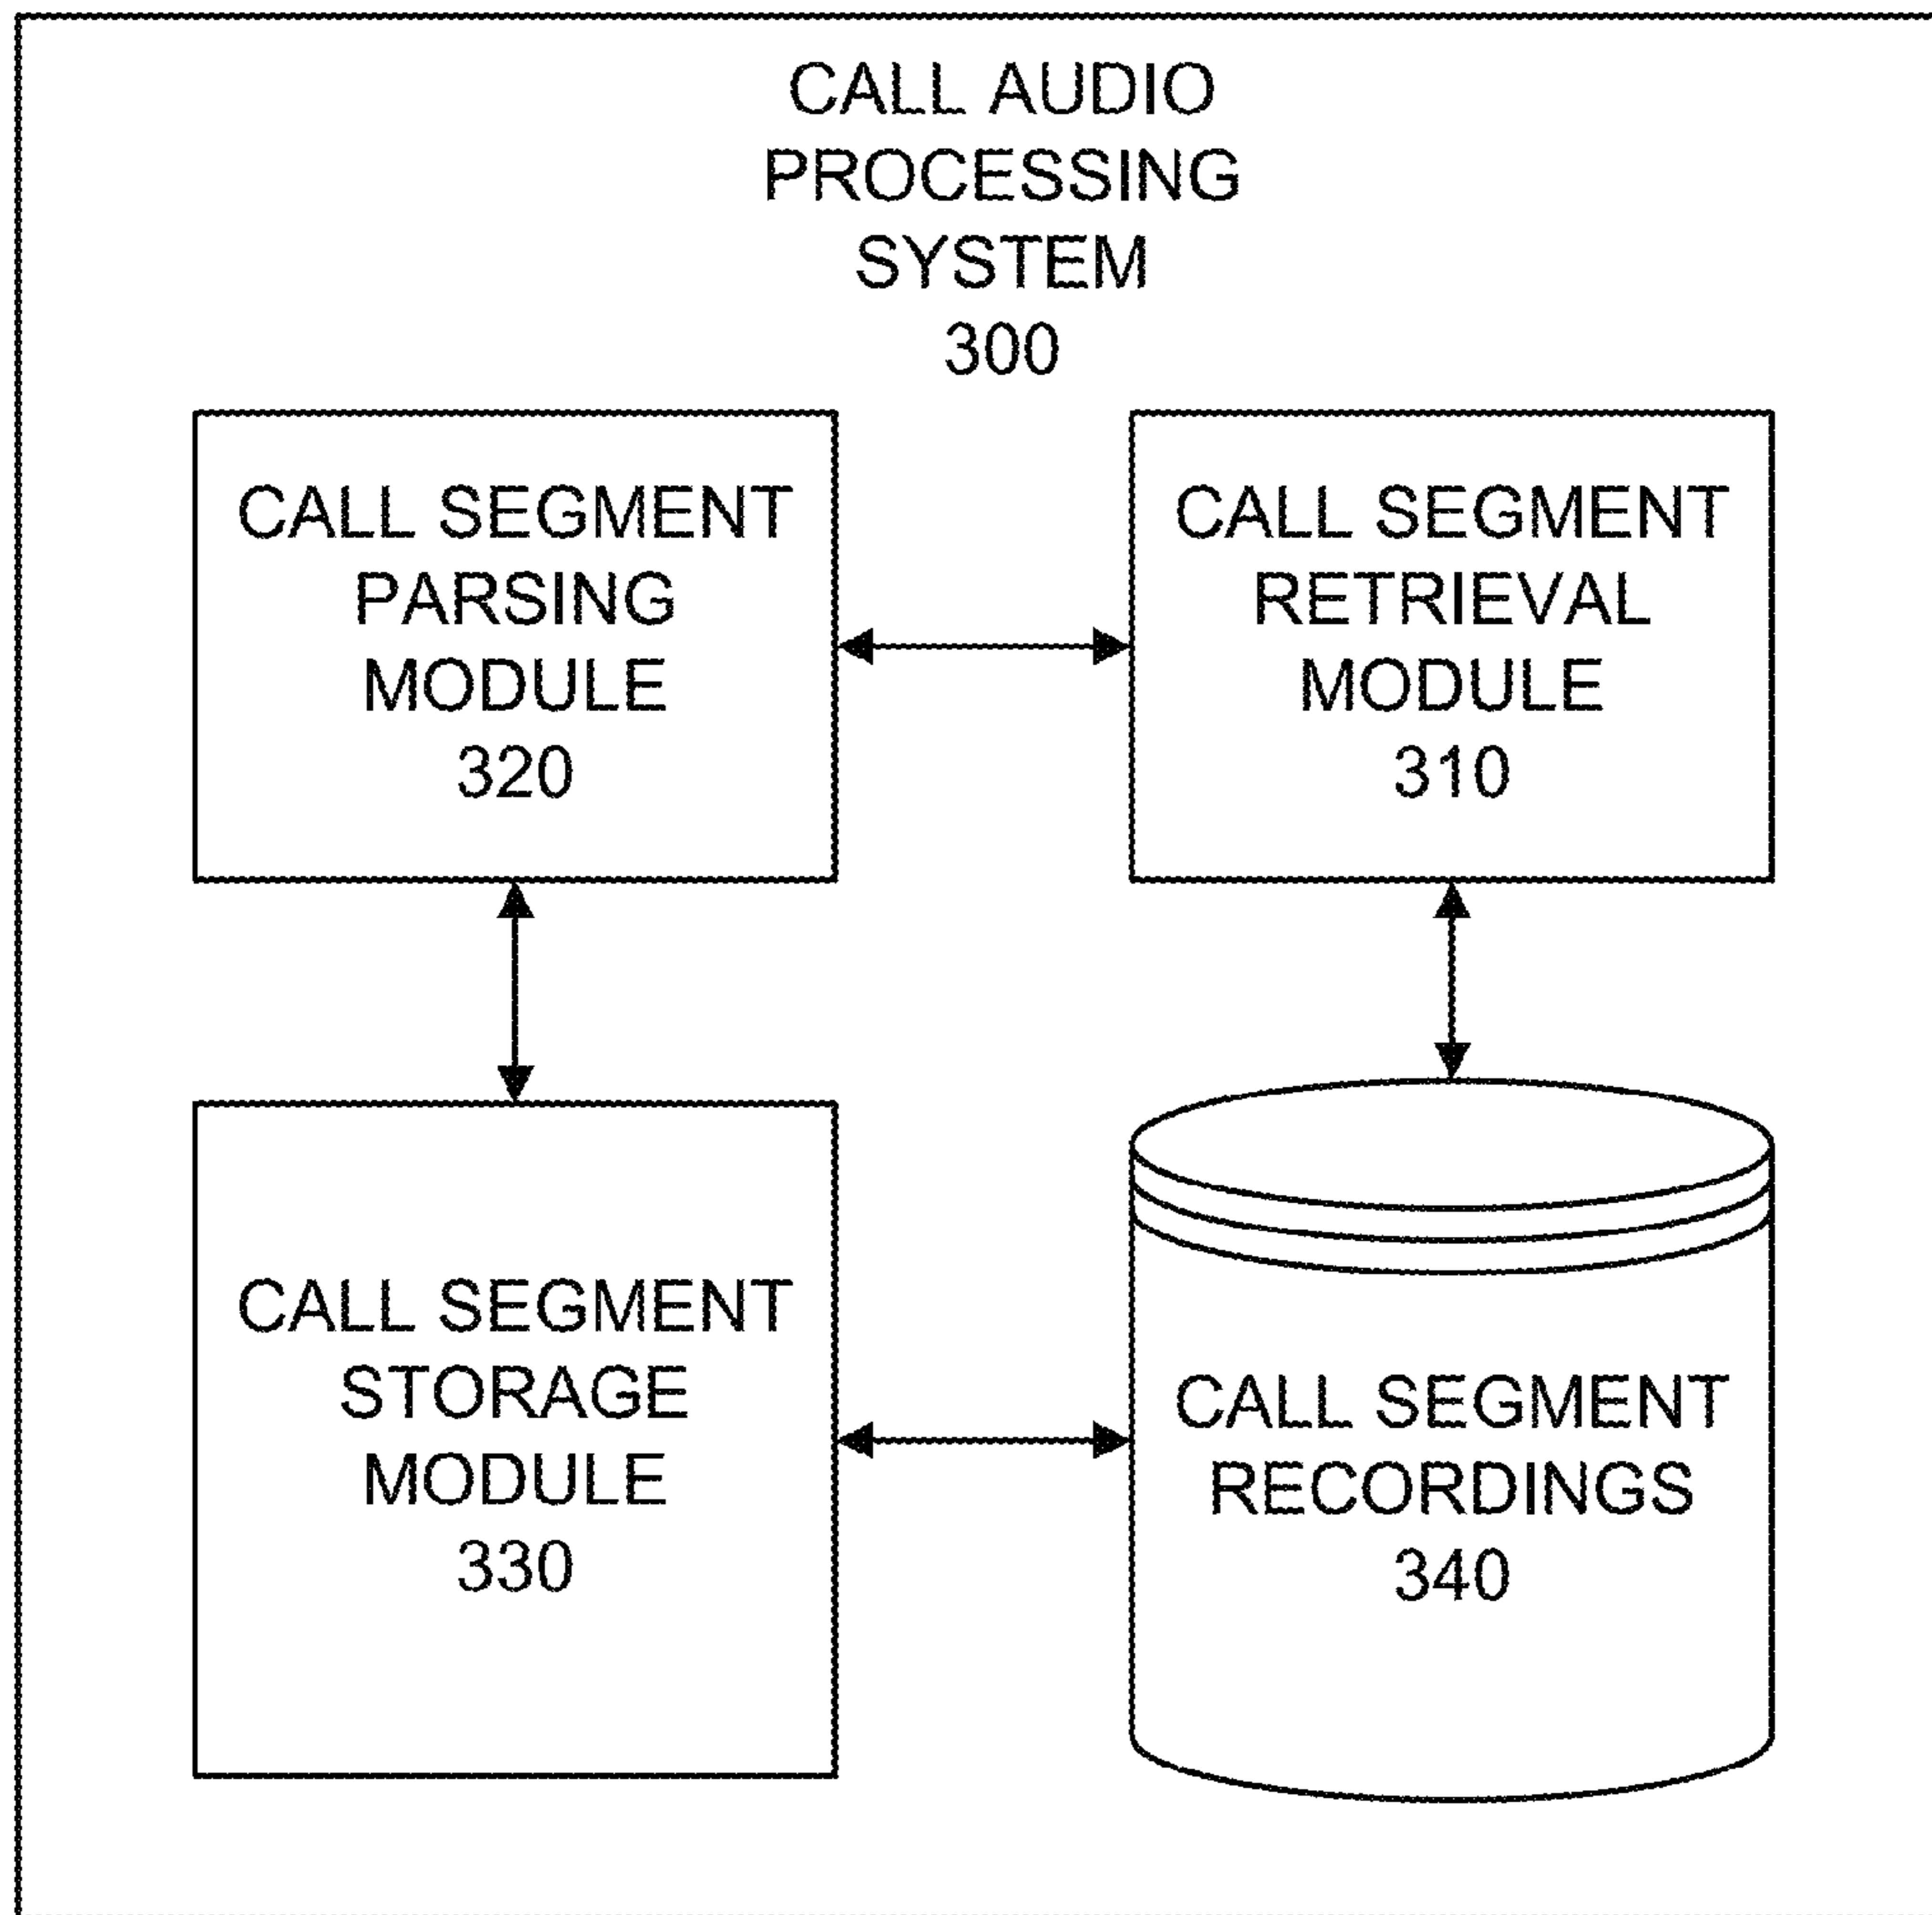 CALL AUDIO
PROCESSING
SYSTEM
300
CALL SEGMENT
PARSING
MODULE
320
CALL SEGMENT
RETRIEVAL
MODULE
310
CALL SEGMENT
STORAGE
MODULE
330
CALL SEGMENT
RECORDINGS
340